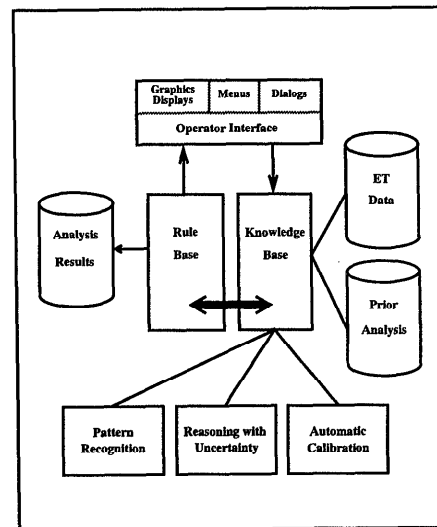 Graphics
Displays
Menus
Dialogs
Operator Interface
ET
Data
Analysis
Results
Rule
Base
Knowledge
Base
Prior
Analysis
Pattern
Recognition
Reasoning with
Uncertainty
Automatic
Calibration